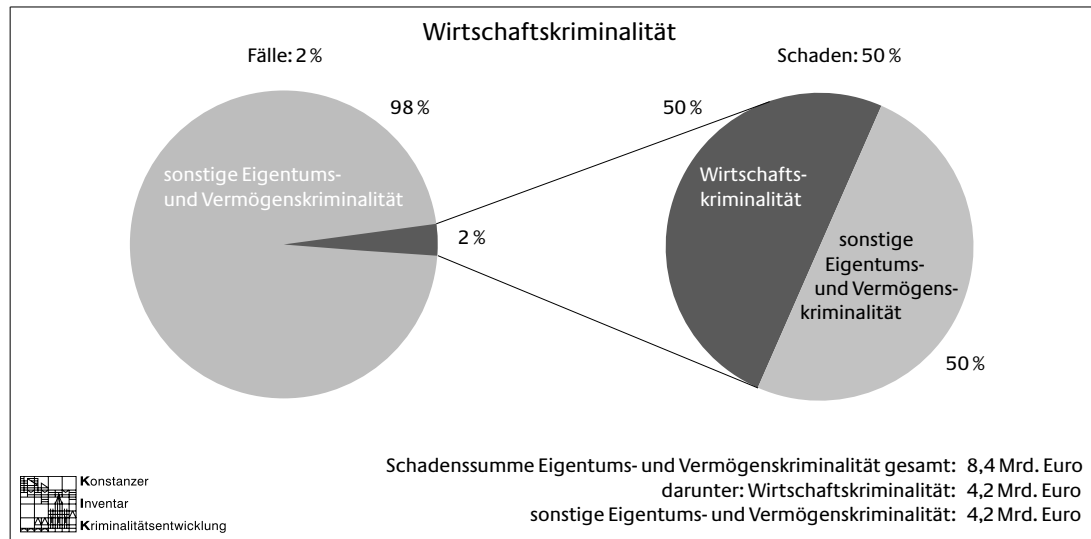 Wirtschaftskriminalität
Fälle: 2 %
Schaden: 50 %
98 %
50 %
sonstige Eigentums-
und Vermögenskriminalität
Wirtschafts-
kriminalität
2 %
sonstige
Eigentums-
und Vermögens-
kriminalität
50 %
Schadenssumme Eigentums- und Vermögenskriminalität gesamt: 8,4 Mrd. Euro
darunter: Wirtschaftskriminalität: 4,2 Mrd. Euro
sonstige Eigentums- und Vermögenskriminalität: 4,2 Mrd. Euro
Konstanzer
Inventar
Kriminalitätsentwicklung